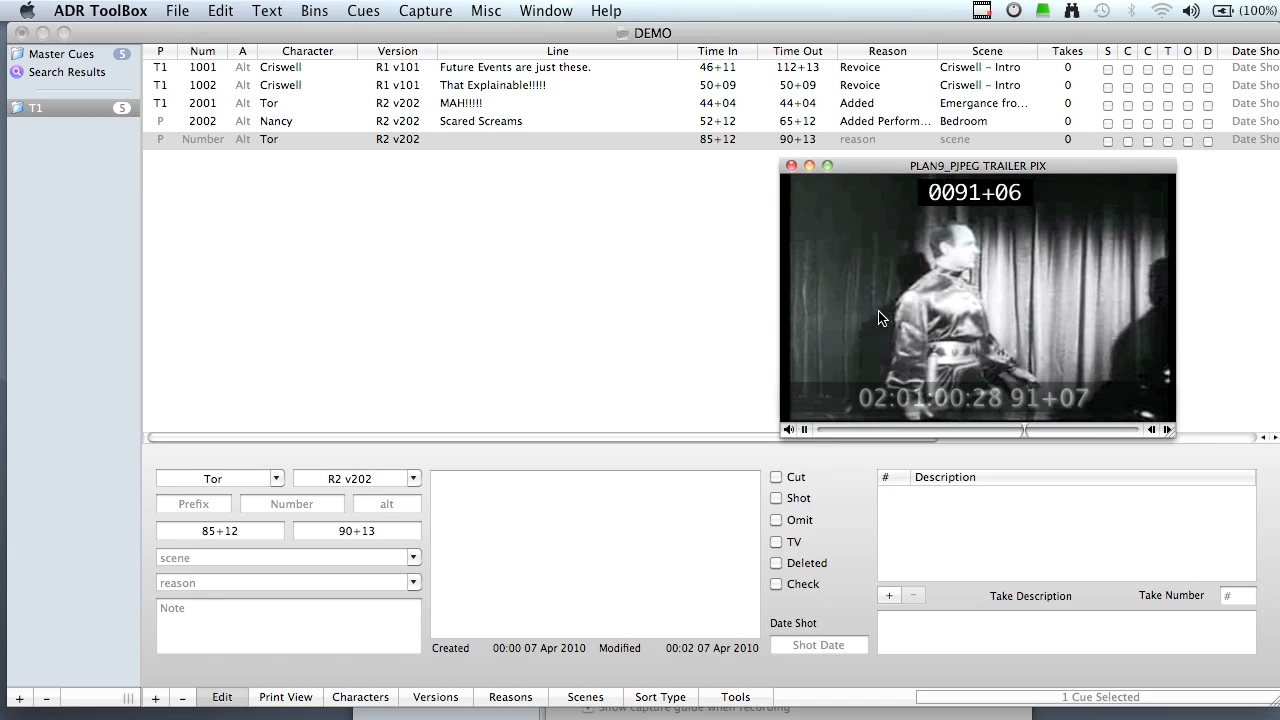 ADR ToolBox File Edit Text Bins Cues Capture Misc Window Help (100%)
DEMO
Master Cues 5
Search Results
T1 5
P Num A Character Version Line Time In Time Out Reason Scene Takes S C C T O D Date Sho
T1 1001 Alt Criswell R1 v101 Future Events are just these. 46+11 112+13 Revoice Criswell - Intro 0 Date Sho
T1 1002 Alt Criswell R1 v101 That Explainable!!!!! 50+09 50+09 Revoice Criswell - Intro 0 Date Sho
T1 2001 Alt Tor R2 v202 MAH!!!!! 44+04 44+04 Added Emergance fro... 0 Date Sho
P 2002 Alt Nancy R2 v202 Scared Screams 52+12 65+12 Added Perform... Bedroom 0 Date Sho
P Number Alt Tor R2 v202 85+12 90+13 reason scene 0 Date Sho
PLAN9_PJPEG TRAILER PIX
0091+06
02:01:00:28 91+07
Tor R2 v202
Prefix Number alt
85+12 90+13
scene
reason
Note
Created 00:00 07 Apr 2010 Modified 00:02 07 Apr 2010
Cut
Shot
Omit
TV
Deleted
Check
Date Shot
Shot Date
# Description
+ - Take Description Take Number #
+ - + - Edit Print View Characters Versions Reasons Scenes Sort Type Tools 1 Cue Selected
Show capture guide when recording